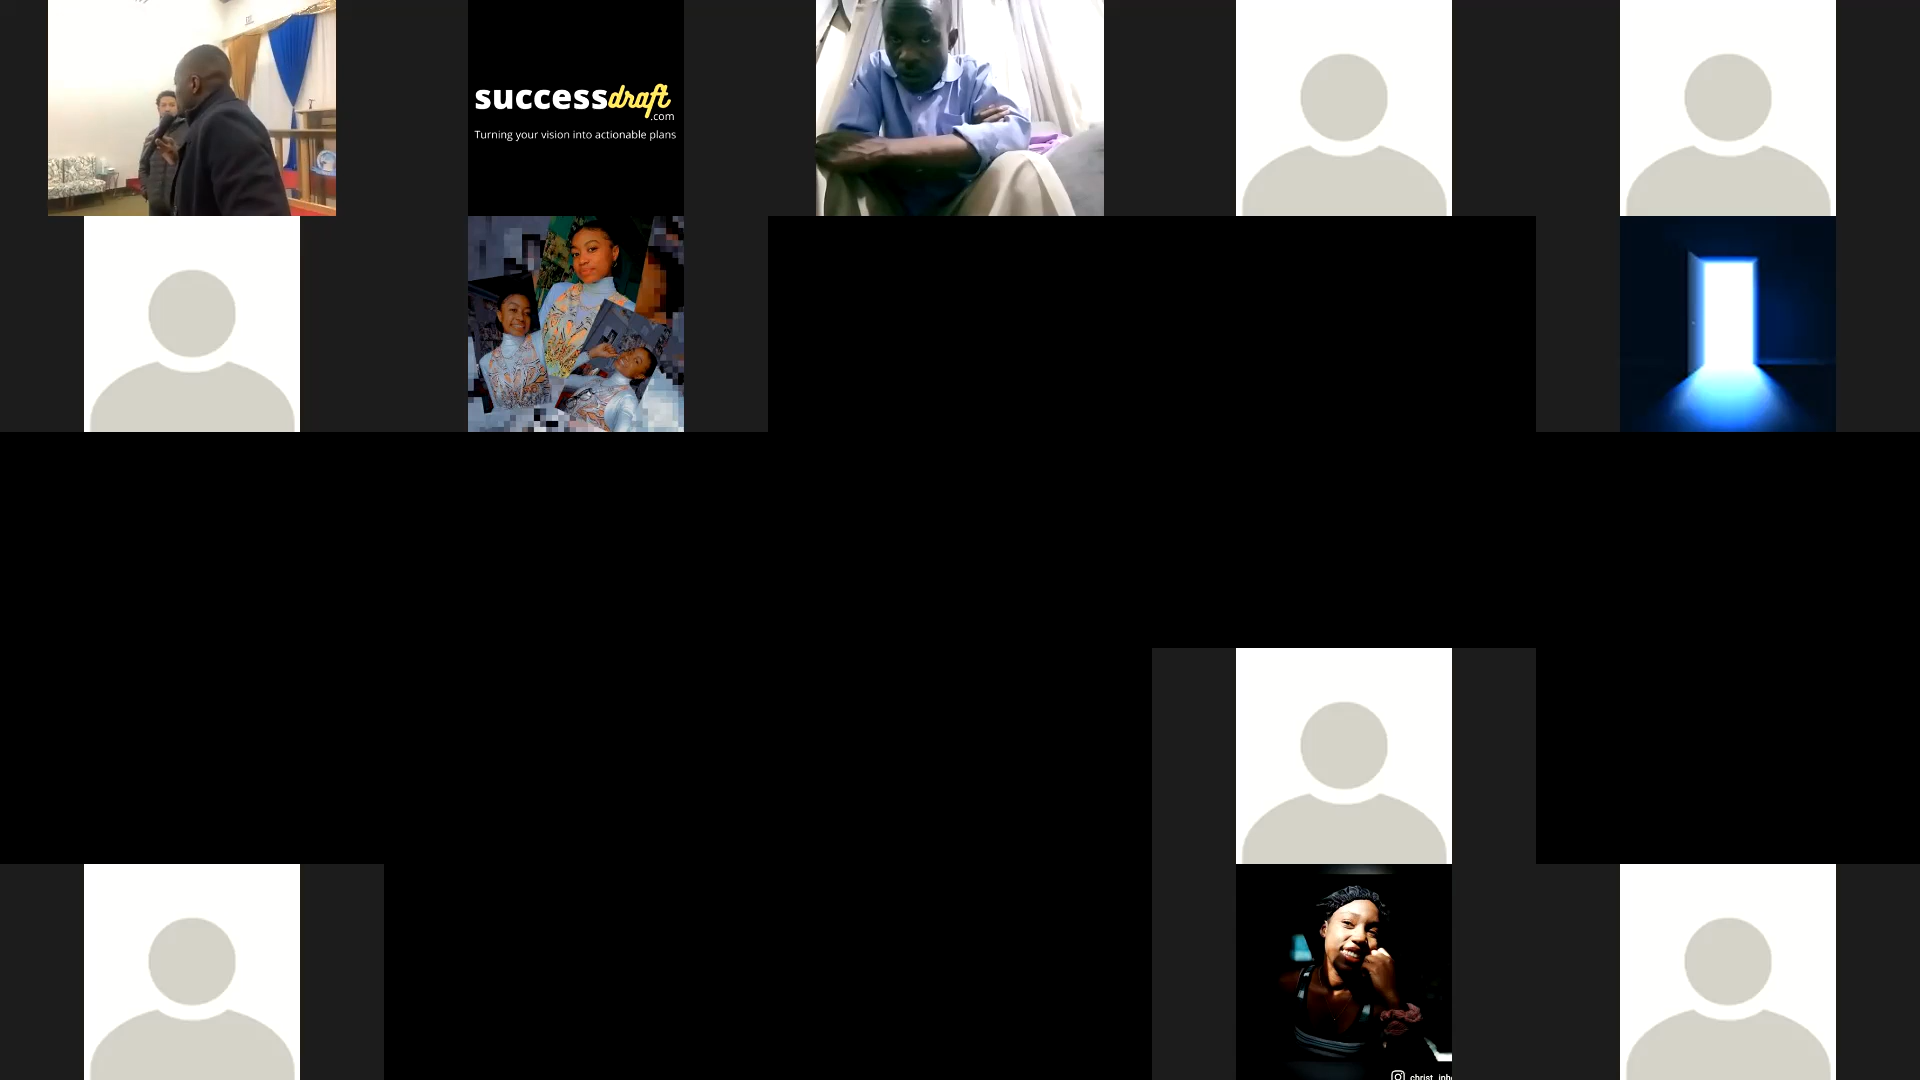 successdraft
.com
Turning your vision into actionable plans